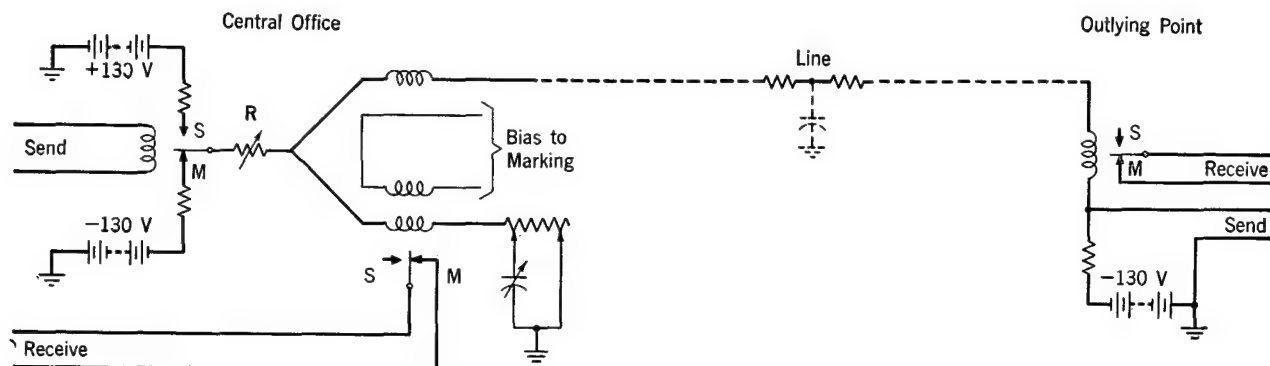 Central Office
Outlying Point
+130 V
Line
R
S
S
Send
Bias to
Marking
M
M
Receive
−130 V
Send
S
M
−130 V
Receive